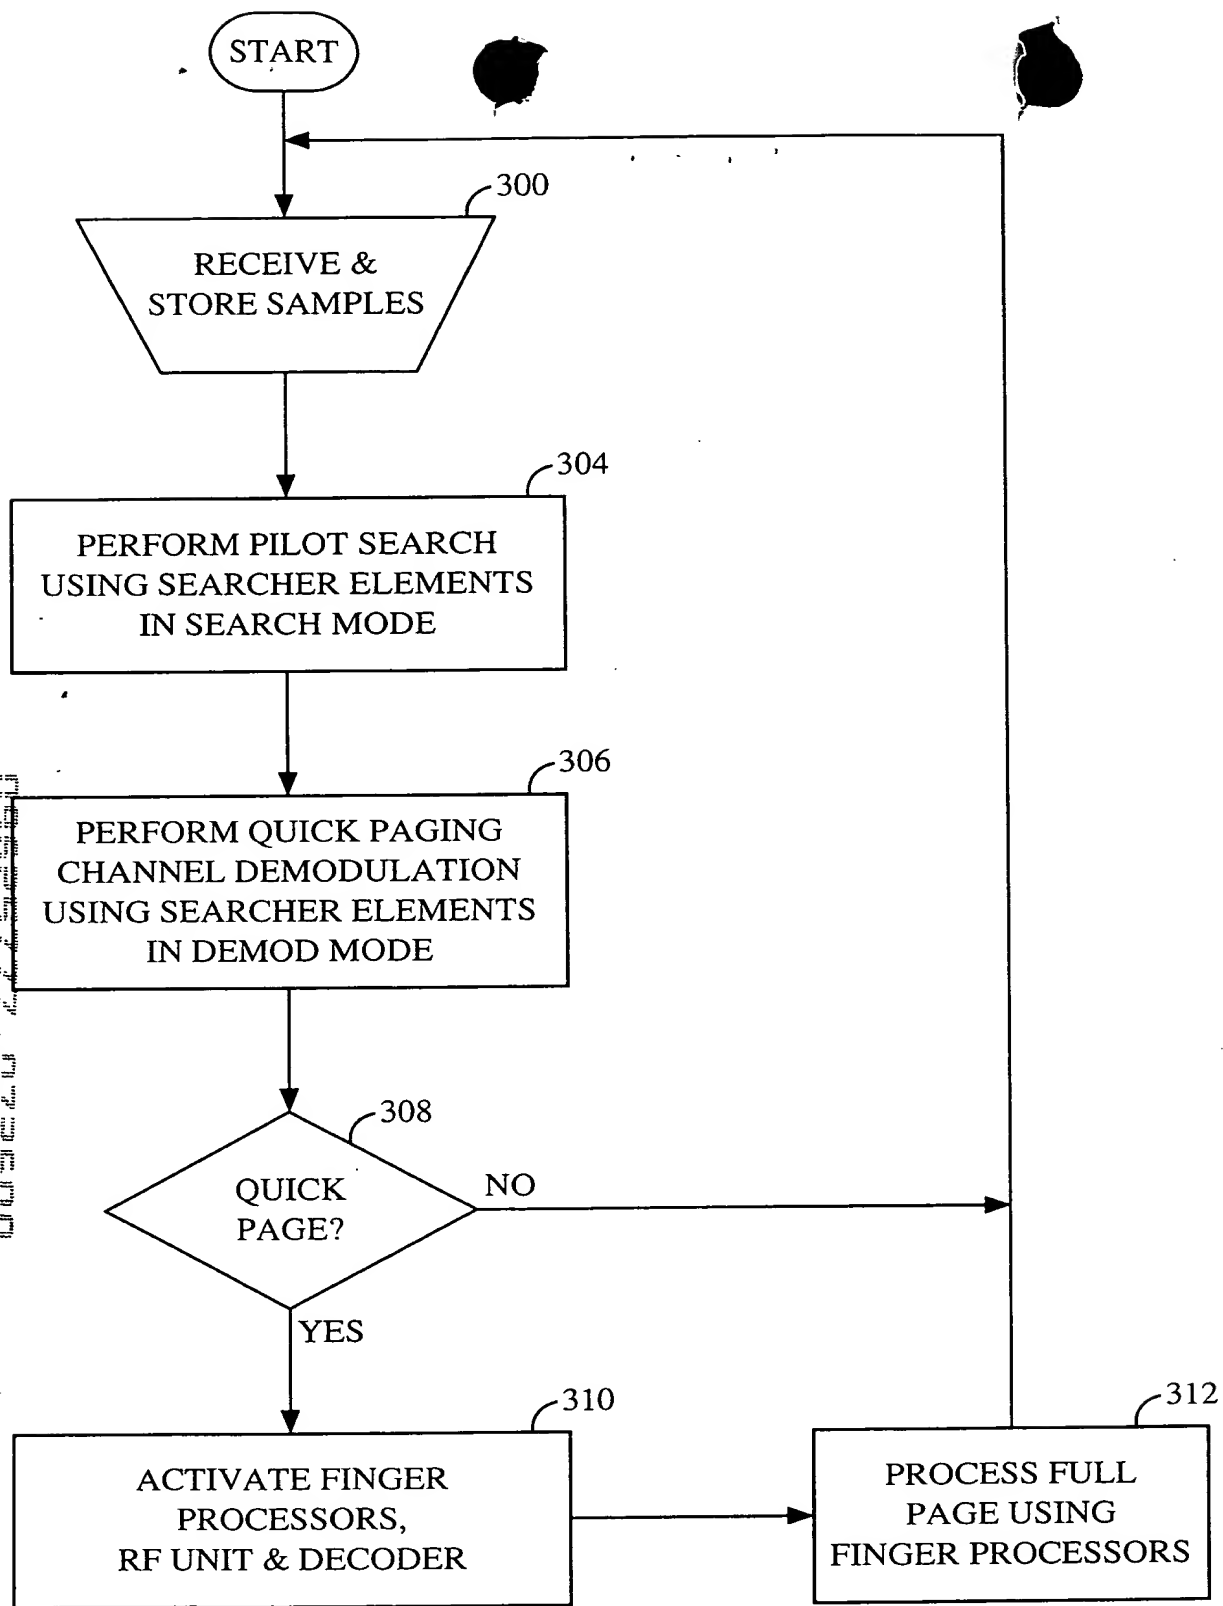 START
300
RECEIVE &
STORE SAMPLES
304
PERFORM PILOT SEARCH
USING SEARCHER ELEMENTS
IN SEARCH MODE
306
PERFORM QUICK PAGING
CHANNEL DEMODULATION
USING SEARCHER ELEMENTS
IN DEMOD MODE
308
QUICK
PAGE?
NO
YES
310
ACTIVATE FINGER
PROCESSORS,
RF UNIT & DECODER
312
PROCESS FULL
PAGE USING
FINGER PROCESSORS